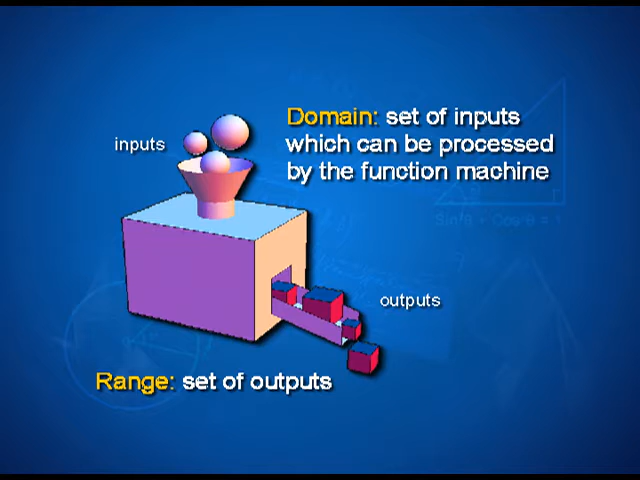 Domain: set of inputs
which can be processed
by the function machine
inputs
outputs
Range: set of outputs